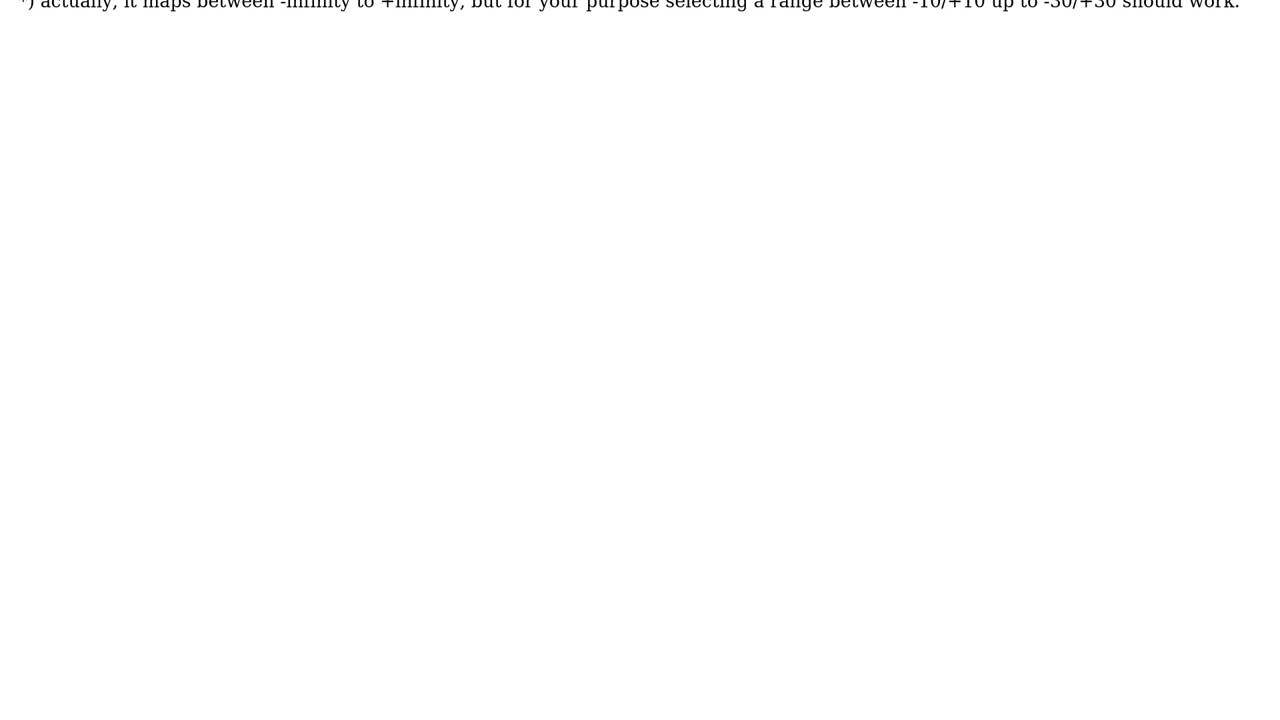 *) actually, it maps between -infinity to +infinity, but for your purpose selecting a range between -10/+10 up to -30/+30 should work.